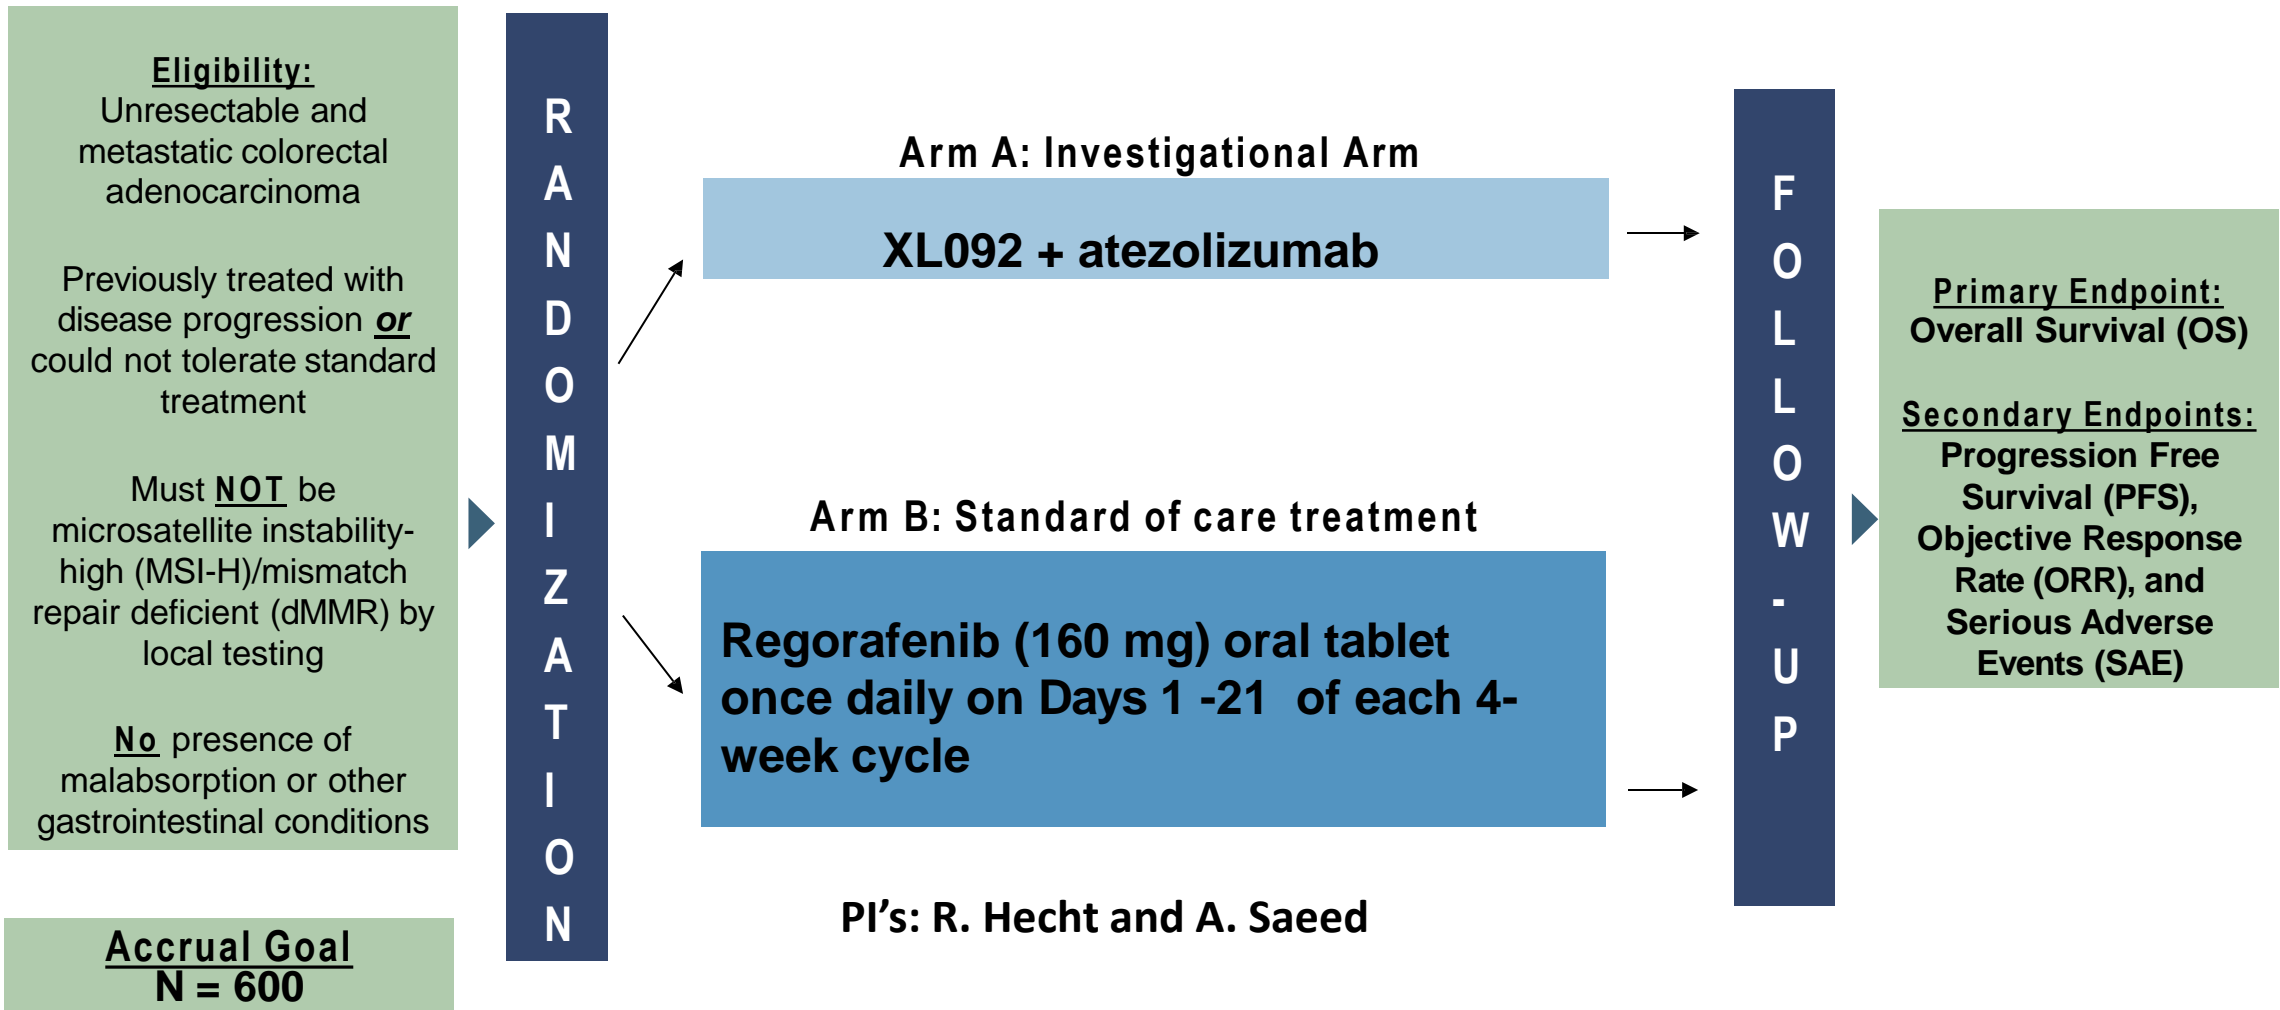 Eligibility:
Unresectable and
metastatic colorectal
adenocarcinoma
Previously treated with
disease progression or
could not tolerate standard
treatment
Must NOT be
microsatellite instability-
high (MSI-H)/mismatch
repair deficient (dMMR) by
local testing
No presence of
malabsorption or other
gastrointestinal conditions
Accrual Goal
N = 600
RANDOMIZATION
Arm A: Investigational Arm
XL092 + atezolizumab
Arm B: Standard of care treatment
Regorafenib (160 mg) oral tablet
once daily on Days 1 -21 of each 4-
week cycle
PI’s: R. Hecht and A. Saeed
FOLLOW-UP
Primary Endpoint:
Overall Survival (OS)
Secondary Endpoints:
Progression Free
Survival (PFS),
Objective Response
Rate (ORR), and
Serious Adverse
Events (SAE)